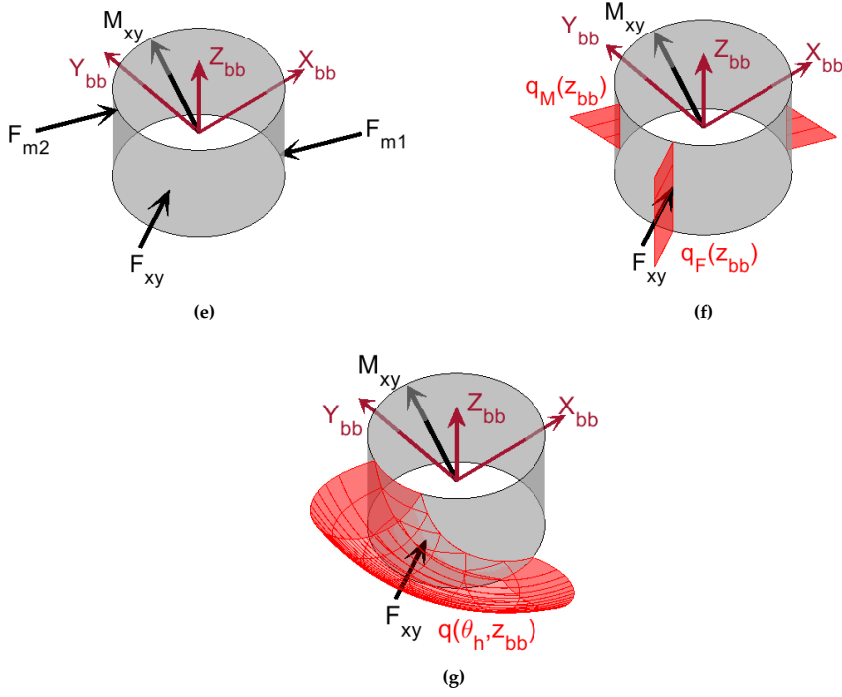 M_xy
Y_bb
Z_bb
X_bb
F_m2
F_m1
F_xy
(e)
M_xy
Y_bb
Z_bb
X_bb
q_M(z_bb)
F_xy
q_F(z_bb)
(f)
M_xy
Y_bb
Z_bb
X_bb
F_xy
q(θ_h,z_bb)
(g)